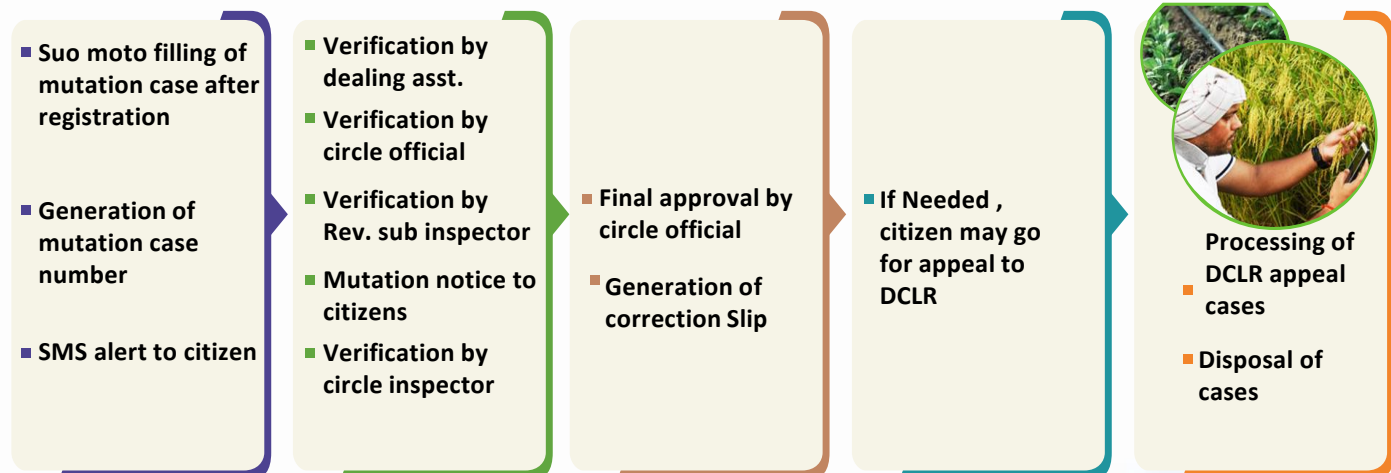 Suo moto filling of
mutation case after
registration
Generation of
mutation case
number
SMS alert to citizen
Verification by
dealing asst.
Verification by
circle official
Verification by
Rev. sub inspector
Mutation notice to
citizens
Verification by
circle inspector
Final approval by
circle official
Generation of
correction Slip
If Needed ,
citizen may go
for appeal to
DCLR
Processing of
DCLR appeal
cases
Disposal of
cases